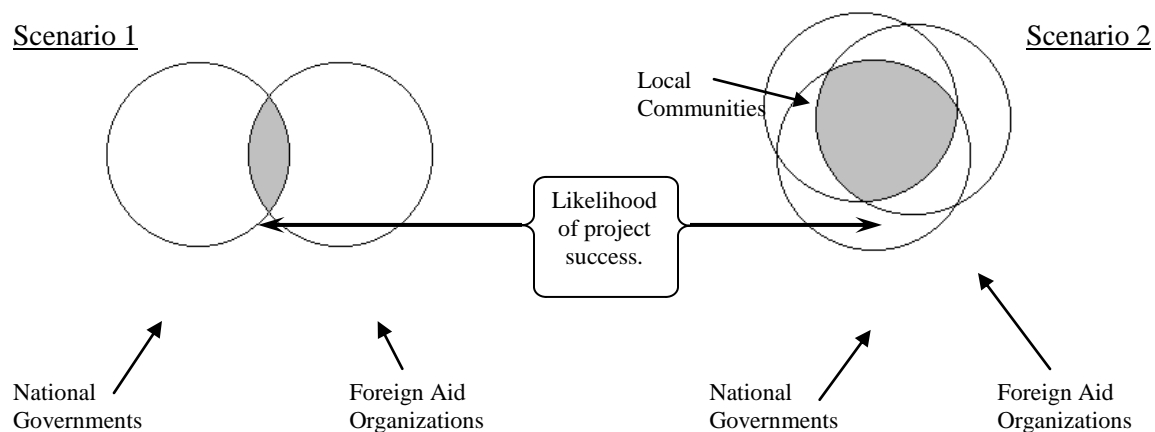 Scenario 1
Scenario 2
Local
Communities
Likelihood
of project
success.
National
Governments
Foreign Aid
Organizations
National
Governments
Foreign Aid
Organizations